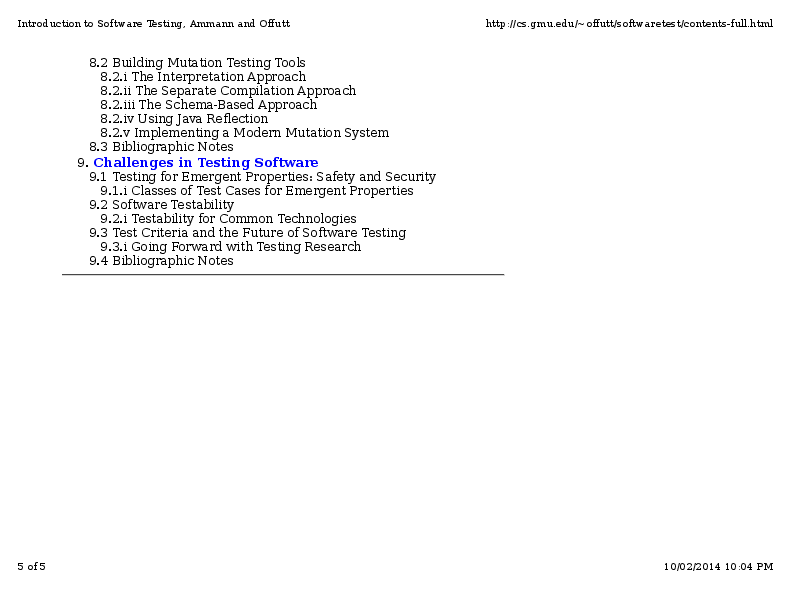 Introduction to Software Testing, Ammann and Offutt
http://cs.gmu.edu/~offutt/softwaretest/contents-full.html
8.2 Building Mutation Testing Tools
8.2.i The Interpretation Approach
8.2.ii The Separate Compilation Approach
8.2.iii The Schema-Based Approach
8.2.iv Using Java Reflection
8.2.v Implementing a Modern Mutation System
8.3 Bibliographic Notes
9. Challenges in Testing Software
9.1 Testing for Emergent Properties: Safety and Security
9.1.i Classes of Test Cases for Emergent Properties
9.2 Software Testability
9.2.i Testability for Common Technologies
9.3 Test Criteria and the Future of Software Testing
9.3.i Going Forward with Testing Research
9.4 Bibliographic Notes
5 of 5
10/02/2014 10:04 PM